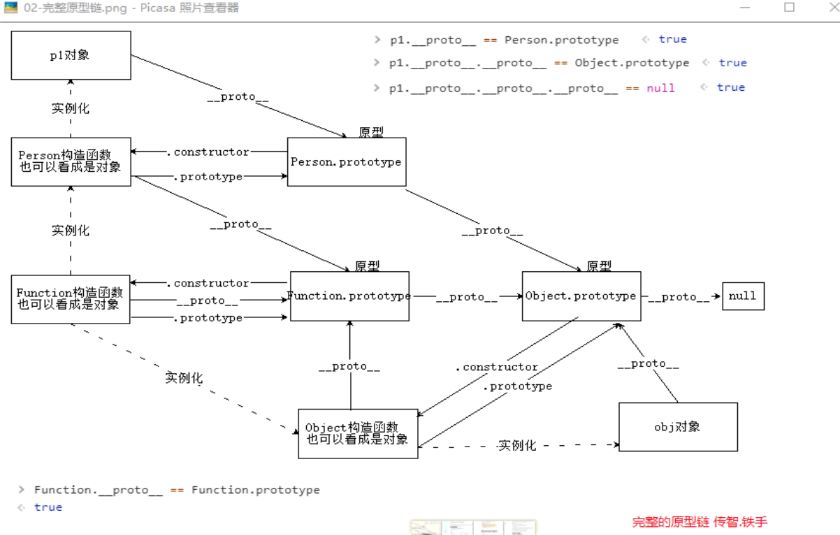 02-完整原型链.png - Picasa 照片查看器
p1.__proto__ == Person.prototype
true
p1.__proto__.__proto__ == Object.prototype
true
p1.__proto__.__proto__.__proto__ == null
true
p1对象
__proto__
实例化
原型
Person构造函数
也可以看成是对象
.constructor
.prototype
Person.prototype
实例化
__proto__
__proto__
原型
原型
Function构造函数
也可以看成是对象
.constructor
__proto__
.prototype
Function.prototype
__proto__
Object.prototype
__proto__
null
实例化
__proto__
.constructor
.prototype
__proto__
Object构造函数
也可以看成是对象
实例化
obj对象
Function.__proto__ == Function.prototype
true
完整的原型链 传智.铁手